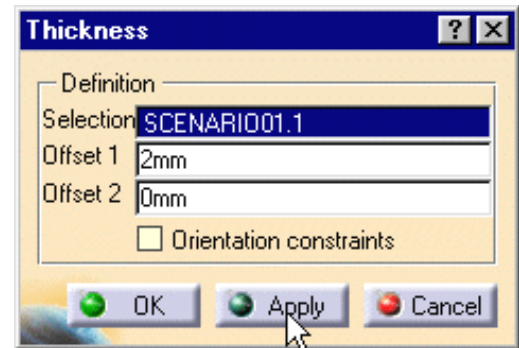 Thickness ? ×
Definition
Selection SCENARIO01.1
Offset 1 2mm
Offset 2 0mm
Orientation constraints
OK Apply Cancel